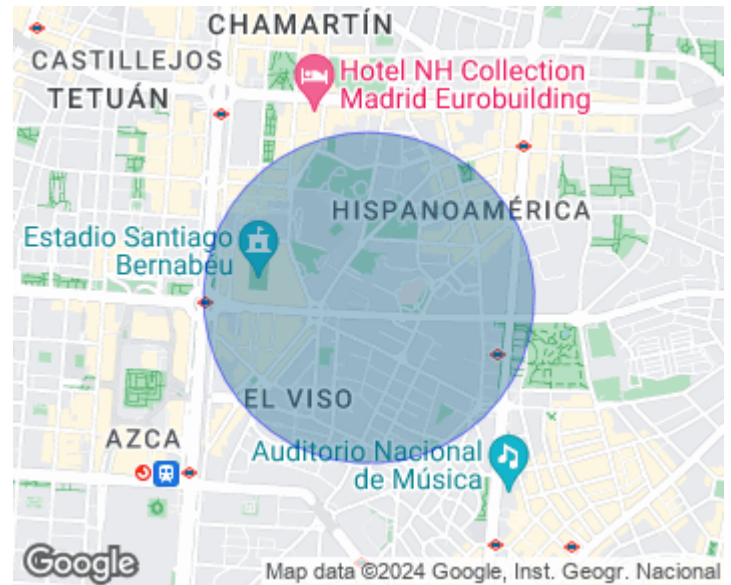 CHAMARTÍN
CASTILLEJOS
TETUÁN
Hotel NH Collection
Madrid Eurobuilding
HISPANOAMÉRICA
Estadio Santiago
Bernabéu
EL VISO
AZCA
Auditorio Nacional
de Música
Google
Map data ©2024 Google, Inst. Geogr. Nacional